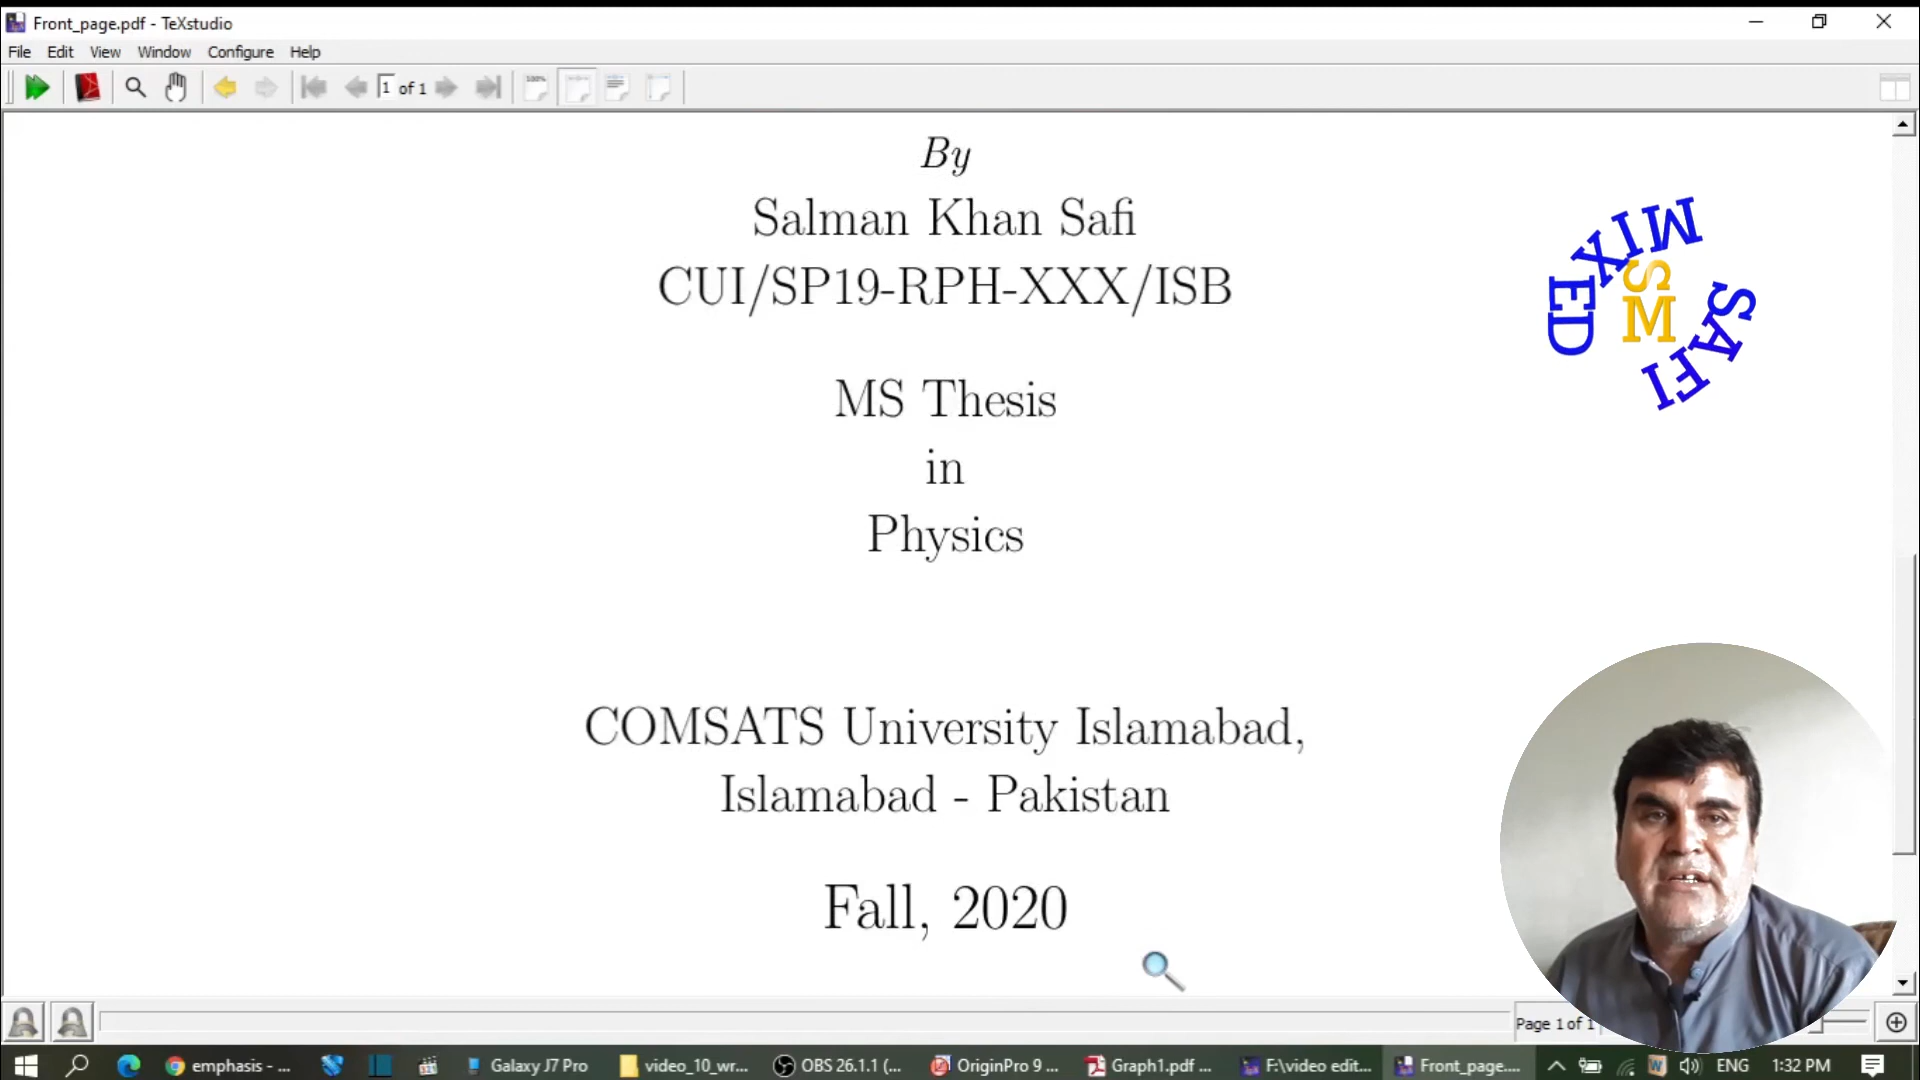 Front_page.pdf - TeXstudio
File Edit View Window Configure Help
1 of 1
100%
By
Salman Khan Safi
CUI/SP19-RPH-XXX/ISB
MS Thesis
in
Physics
COMSATS University Islamabad,
Islamabad - Pakistan
Fall, 2020
MIXED
SM
SAFI
Page 1 of 1
emphasis - ...
Galaxy J7 Pro
video_10_wr...
OBS 26.1.1 (...
OriginPro 9 ...
Graph1.pdf ...
F:\video edit...
Front_page....
ENG
1:32 PM